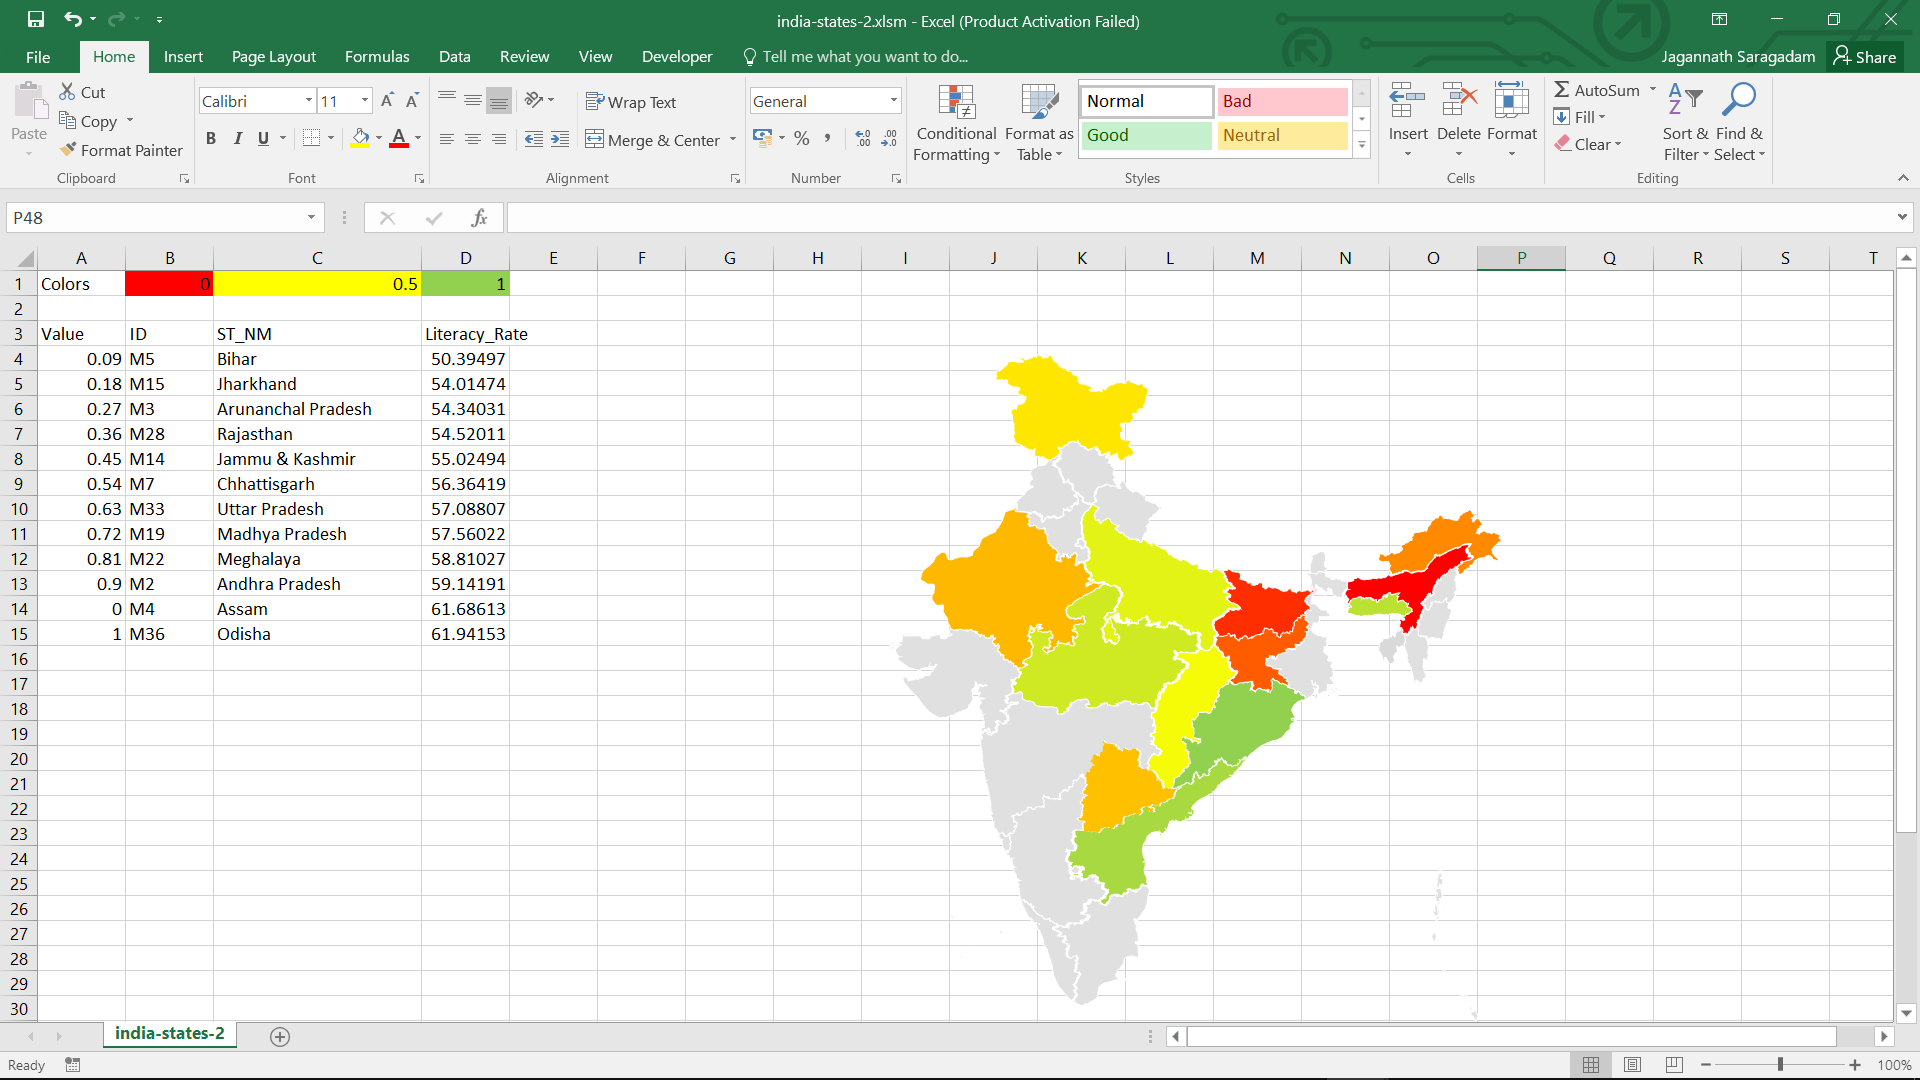 india-states-2.xlsm - Excel (Product Activation Failed)
File Home Insert Page Layout Formulas Data Review View Developer Tell me what you want to do... Jagannath Saragadam Share
Paste Cut Copy Format Painter Clipboard
Calibri 11 B I U A Font
Wrap Text Merge & Center Alignment
General % Number
Conditional Formatting Format as Table Normal Bad Good Neutral Styles
Insert Delete Format Cells
AutoSum Fill Clear Sort & Filter Find & Select Editing
P48 fx
A B C D E F G H I J K L M N O P Q R S T
1 Colors 0 0.5 1
2
3 Value ID ST_NM Literacy_Rate
4 0.09 M5 Bihar 50.39497
5 0.18 M15 Jharkhand 54.01474
6 0.27 M3 Arunanchal Pradesh 54.34031
7 0.36 M28 Rajasthan 54.52011
8 0.45 M14 Jammu & Kashmir 55.02494
9 0.54 M7 Chhattisgarh 56.36419
10 0.63 M33 Uttar Pradesh 57.08807
11 0.72 M19 Madhya Pradesh 57.56022
12 0.81 M22 Meghalaya 58.81027
13 0.9 M2 Andhra Pradesh 59.14191
14 0 M4 Assam 61.68613
15 1 M36 Odisha 61.94153
16
17
18
19
20
21
22
23
24
25
26
27
28
29
30
india-states-2
Ready 100%